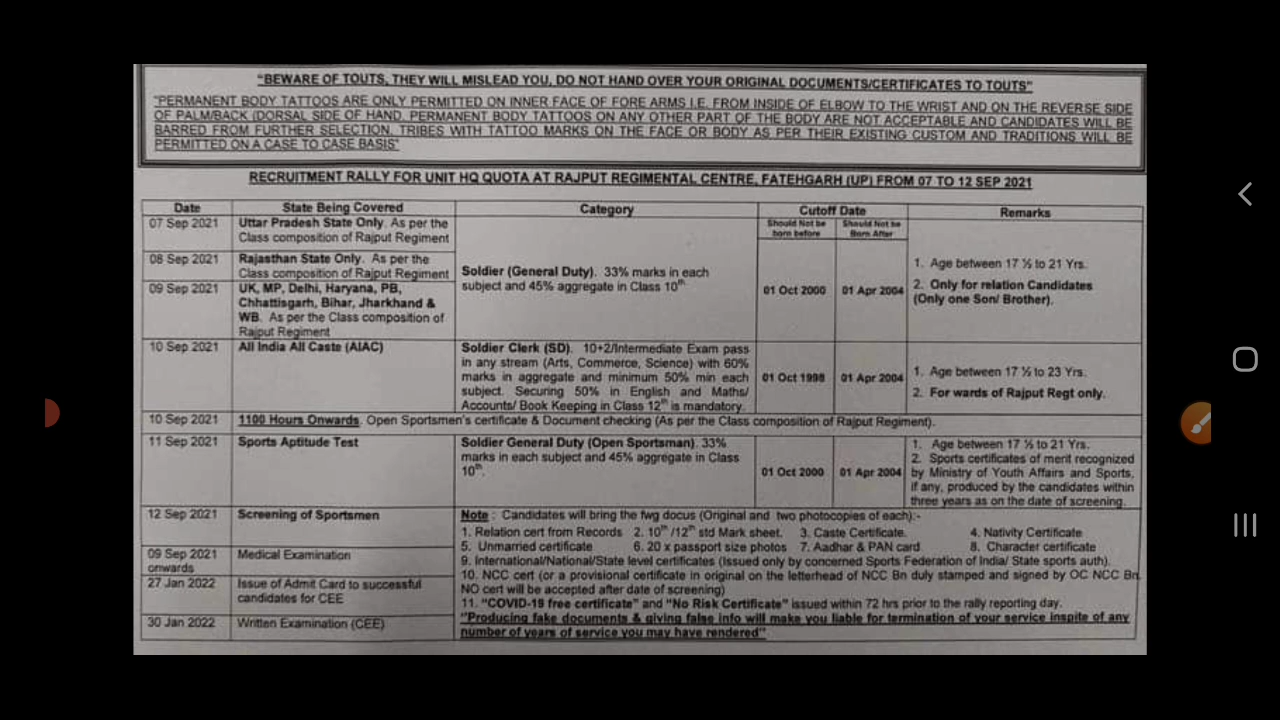 "BEWARE OF TOUTS, THEY WILL MISLEAD YOU, DO NOT HAND OVER YOUR ORIGINAL DOCUMENTS/CERTIFICATES TO TOUTS"
"PERMANENT BODY TATTOOS ARE ONLY PERMITTED ON INNER FACE OF FORE ARMS I.E. FROM INSIDE OF ELBOW TO THE WRIST AND ON THE REVERSE SIDE
OF PALM/BACK (DORSAL SIDE OF HAND. PERMANENT BODY TATTOOS ON ANY OTHER PART OF THE BODY ARE NOT ACCEPTABLE AND CANDIDATES WILL BE
BARRED FROM FURTHER SELECTION. TRIBES WITH TATTOO MARKS ON THE FACE OR BODY AS PER THEIR EXISTING CUSTOM AND TRADITIONS WILL BE
PERMITTED ON A CASE TO CASE BASIS"
RECRUITMENT RALLY FOR UNIT HQ QUOTA AT RAJPUT REGIMENTAL CENTRE, FATEHGARH (UP) FROM 07 TO 12 SEP 2021
Date State Being Covered Category Cutoff Date Remarks
Should Not be born before
Should Not be Born After
07 Sep 2021 Uttar Pradesh State Only. As per the
Class composition of Rajput Regiment
08 Sep 2021 Rajasthan State Only. As per the
Class composition of Rajput Regiment
09 Sep 2021 UK, MP, Delhi, Haryana, PB,
Chhattisgarh, Bihar, Jharkhand &
WB. As per the Class composition of
Rajput Regiment
Soldier (General Duty). 33% marks in each
subject and 45% aggregate in Class 10th.
01 Oct 2000 01 Apr 2004
1. Age between 17 ½ to 21 Yrs.
2. Only for relation Candidates
(Only one Son/ Brother).
10 Sep 2021 All India All Caste (AIAC)
Soldier Clerk (SD). 10+2/Intermediate Exam pass
in any stream (Arts, Commerce, Science) with 60%
marks in aggregate and minimum 50% min each
subject. Securing 50% in English and Maths/
Accounts/ Book Keeping in Class 12th is mandatory.
01 Oct 1998 01 Apr 2004
1. Age between 17 ½ to 23 Yrs.
2. For wards of Rajput Regt only.
10 Sep 2021 1100 Hours Onwards. Open Sportsmen's certificate & Document checking (As per the Class composition of Rajput Regiment).
11 Sep 2021 Sports Aptitude Test
Soldier General Duty (Open Sportsman). 33%
marks in each subject and 45% aggregate in Class
10th.
01 Oct 2000 01 Apr 2004
1. Age between 17 ½ to 21 Yrs.
2. Sports certificates of merit recognized
by Ministry of Youth Affairs and Sports,
if any, produced by the candidates within
three years as on the date of screening.
12 Sep 2021 Screening of Sportsmen
09 Sep 2021 onwards Medical Examination
27 Jan 2022 Issue of Admit Card to successful
candidates for CEE
30 Jan 2022 Written Examination (CEE)
Note : Candidates will bring the fwg docus (Original and two photocopies of each):-
1. Relation cert from Records 2. 10th /12th std Mark sheet. 3. Caste Certificate. 4. Nativity Certificate
5. Unmarried certificate 6. 20 x passport size photos 7. Aadhar & PAN card 8. Character certificate
9. International/National/State level certificates (Issued only by concerned Sports Federation of India/ State sports auth).
10. NCC cert (or a provisional certificate in original on the letterhead of NCC Bn duly stamped and signed by OC NCC Bn.
NO cert will be accepted after date of screening)
11. "COVID-19 free certificate" and "No Risk Certificate" issued within 72 hrs prior to the rally reporting day.
"Producing fake documents & giving false info will make you liable for termination of your service inspite of any
number of years of service you may have rendered"